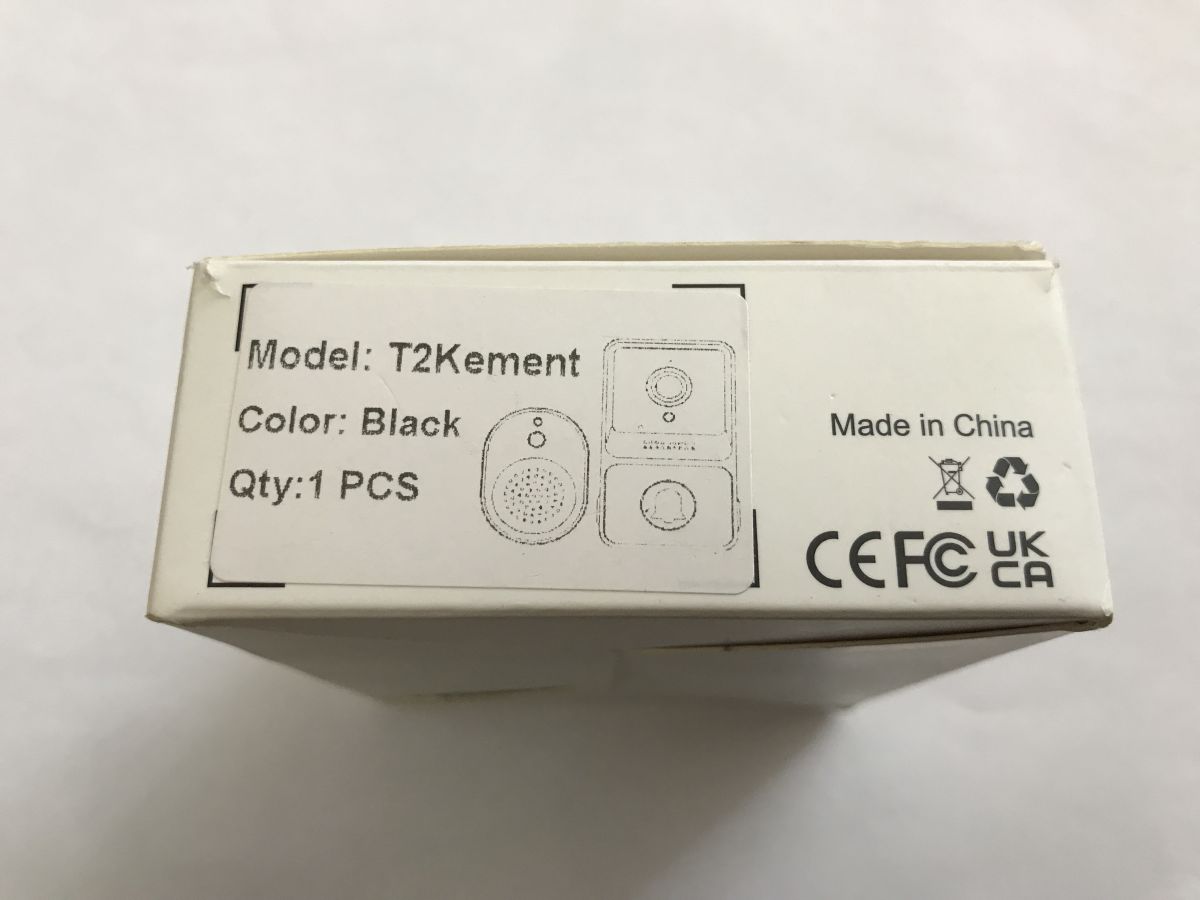 Model: T2Kement
Color: Black
Qty:1 PCS
Made in China
CE FC UK
CA